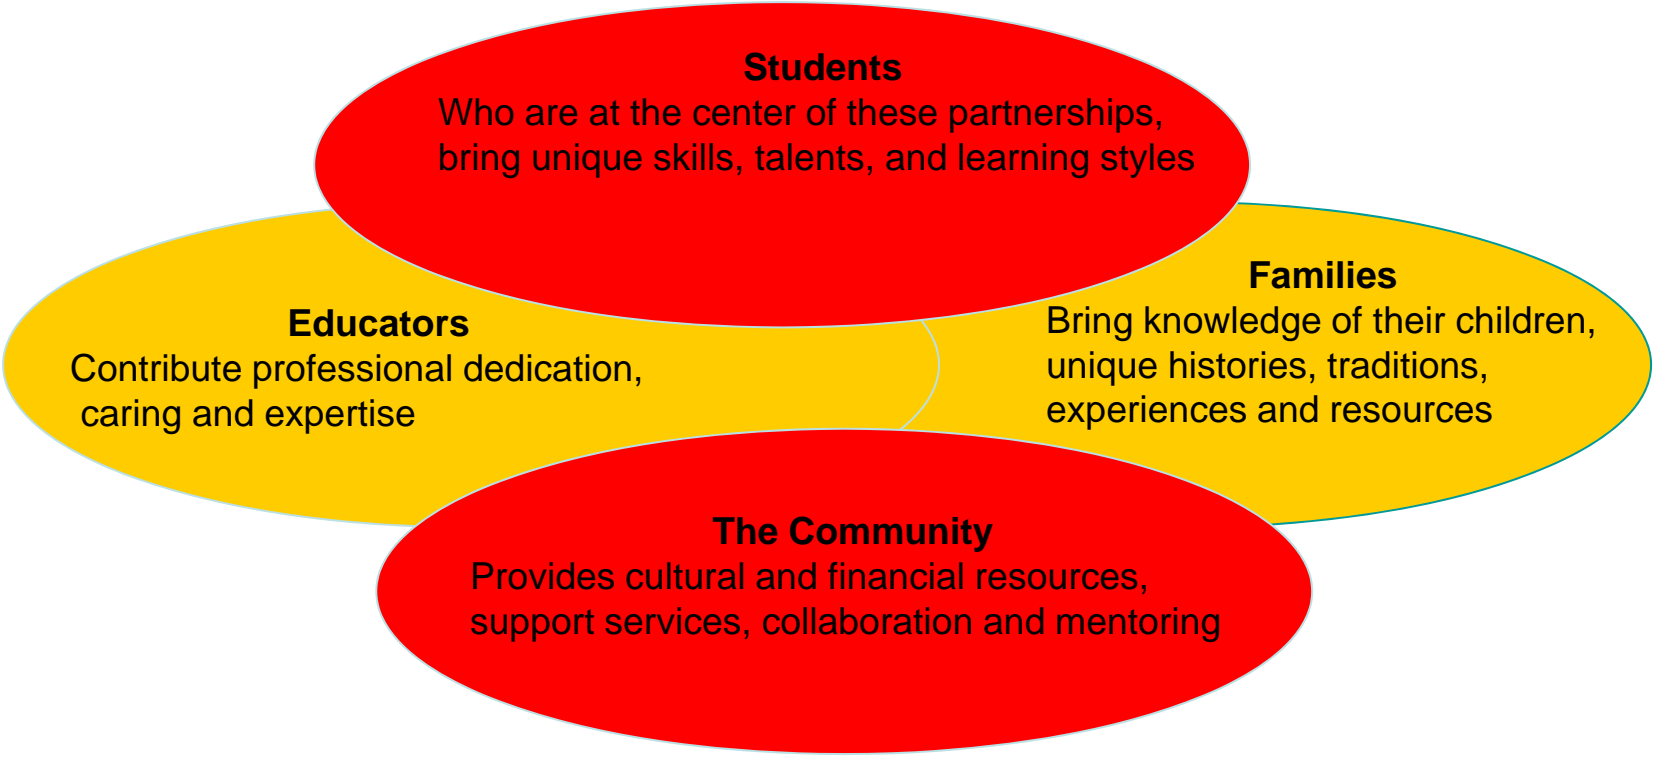 Students
Who are at the center of these partnerships,
bring unique skills, talents, and learning styles
Educators
Contribute professional dedication,
caring and expertise
Families
Bring knowledge of their children,
unique histories, traditions,
experiences and resources
The Community
Provides cultural and financial resources,
support services, collaboration and mentoring